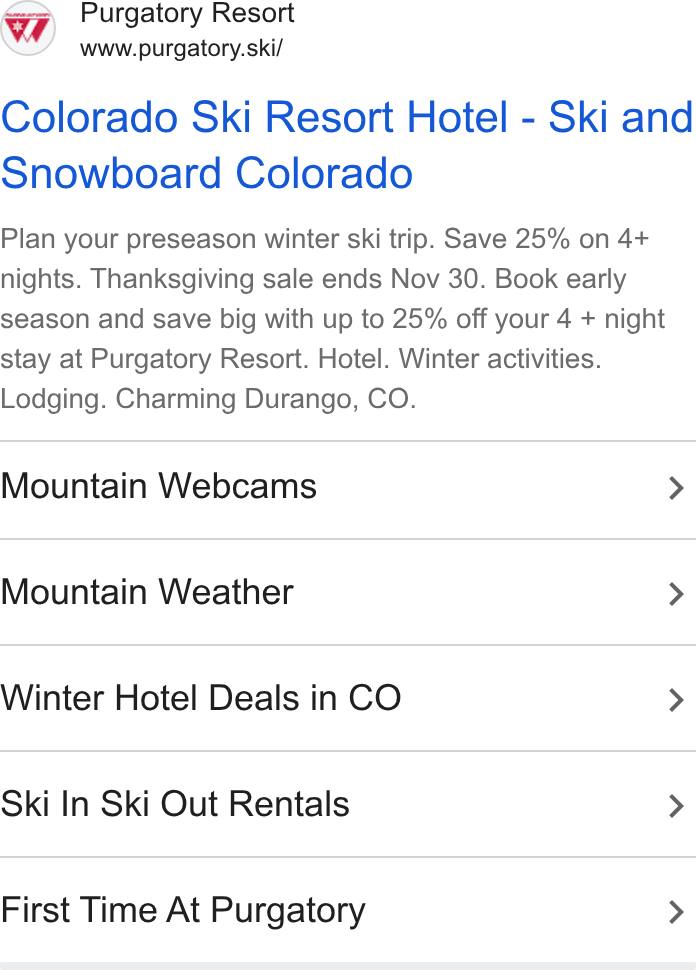 Purgatory Resort
www.purgatory.ski/
Colorado Ski Resort Hotel - Ski and
Snowboard Colorado
Plan your preseason winter ski trip. Save 25% on 4+
nights. Thanksgiving sale ends Nov 30. Book early
season and save big with up to 25% off your 4 + night
stay at Purgatory Resort. Hotel. Winter activities.
Lodging. Charming Durango, CO.
Mountain Webcams
Mountain Weather
Winter Hotel Deals in CO
Ski In Ski Out Rentals
First Time At Purgatory